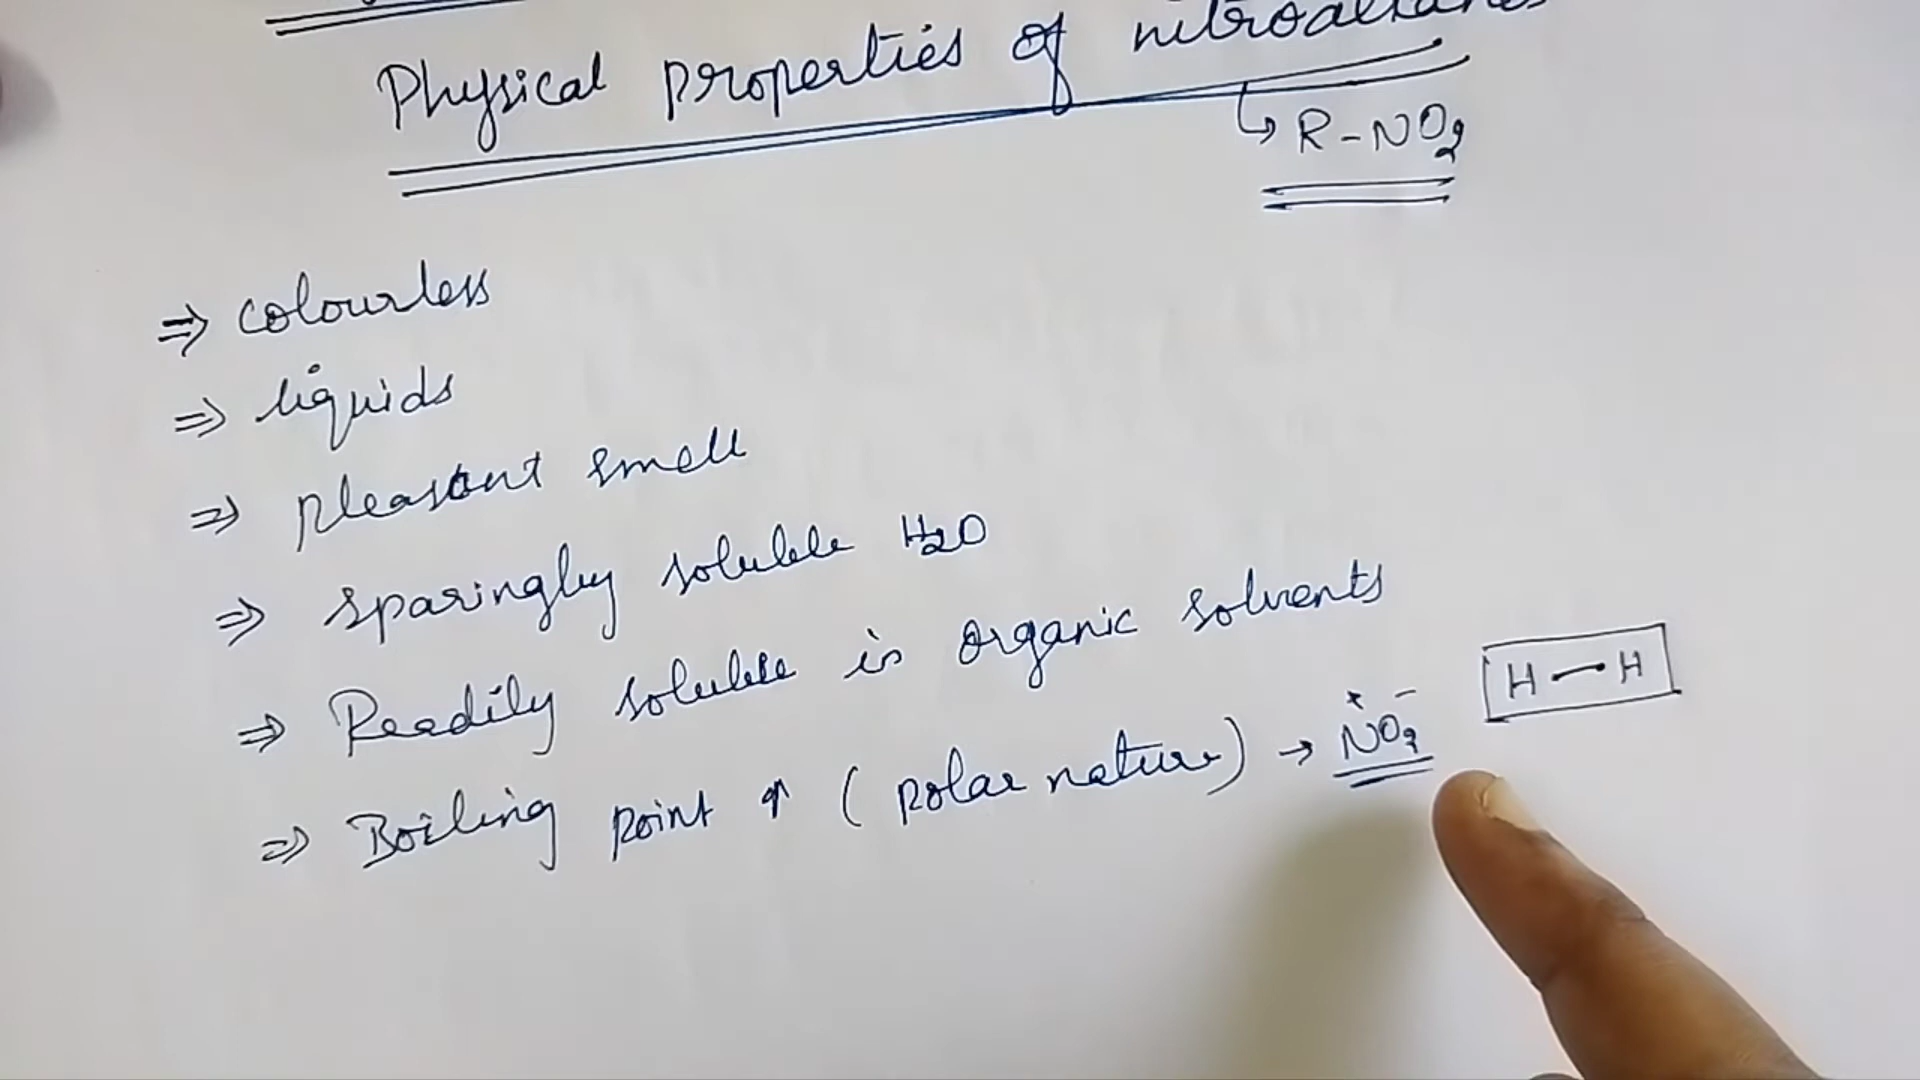 Physical properties of nitroalkanes
↳ R-NO2
⇒ colourless
⇒ liquids
⇒ pleasant smell
⇒ sparingly soluble H2O
⇒ Readily soluble in organic solvents
⇒ Boiling point ↑ (polar nature) → N⁺O2⁻
H—H